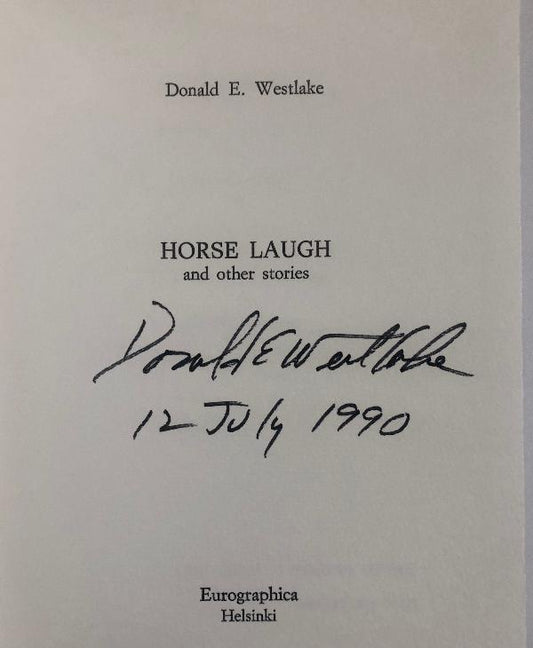 Donald E. Westlake
HORSE LAUGH
and other stories
Donald E Westlake
12 July 1990
Eurographica
Helsinki